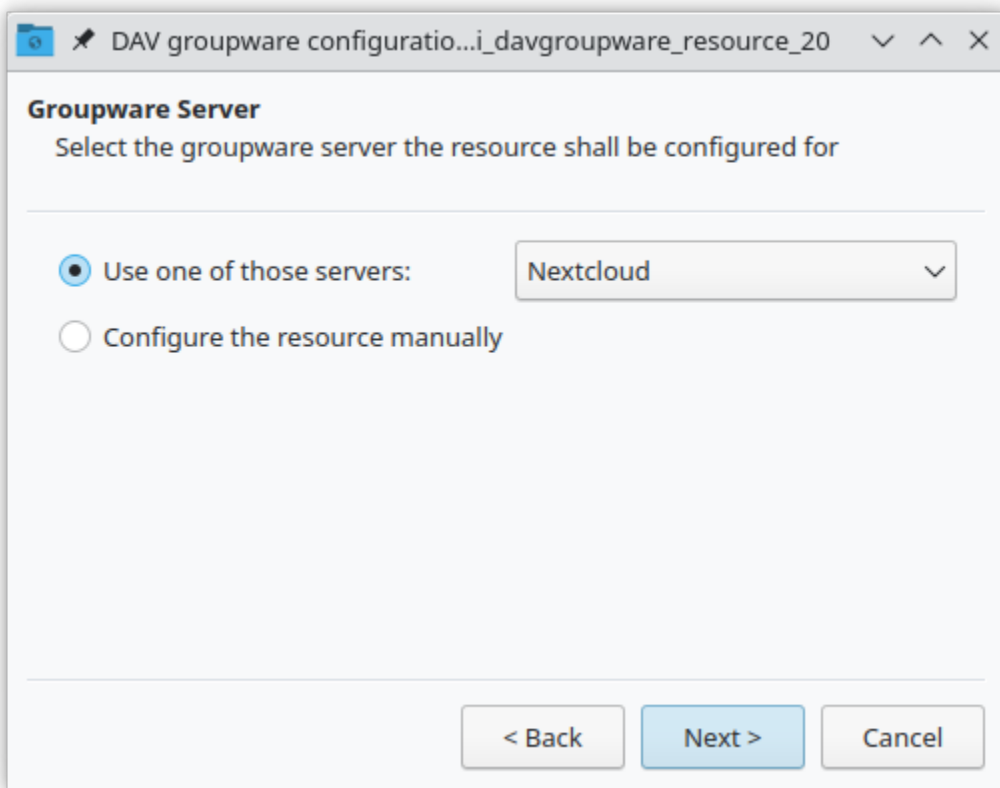 DAV groupware configuratio...i_davgroupware_resource_20
Groupware Server
Select the groupware server the resource shall be configured for
Use one of those servers: Nextcloud
Configure the resource manually
< Back Next > Cancel